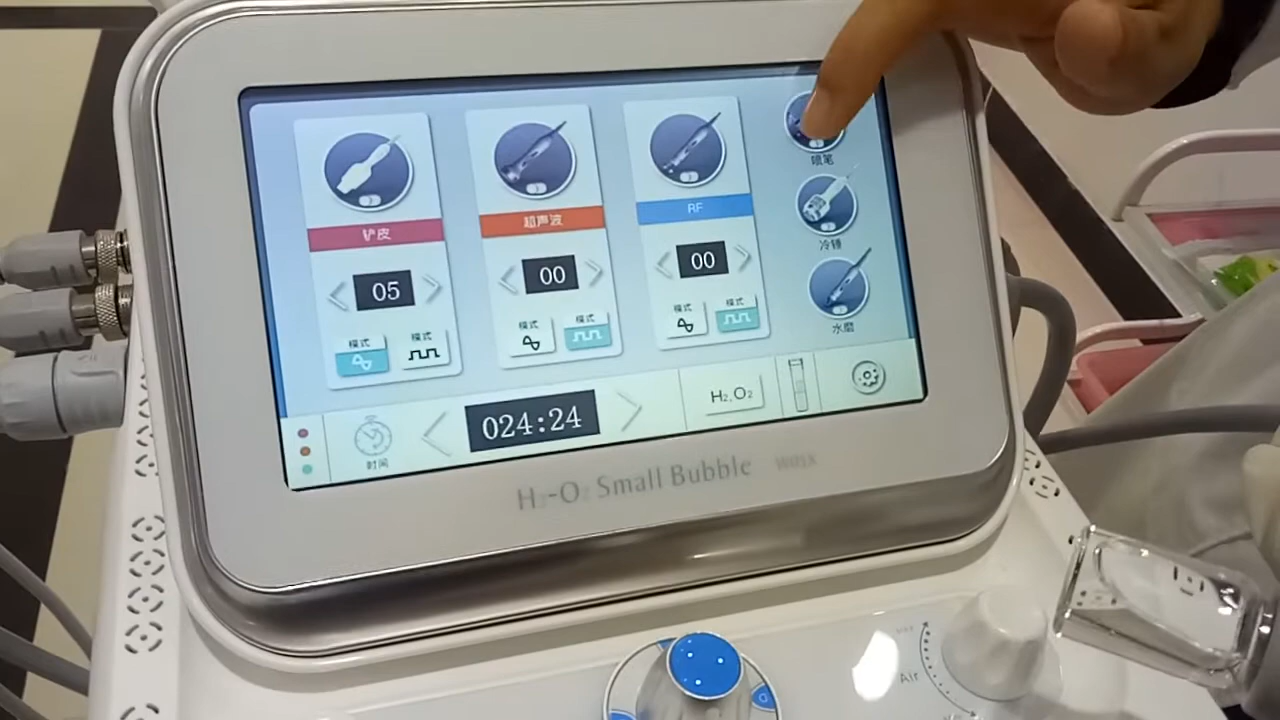 铲皮
05
模式
模式
超声波
00
模式
模式
RF
00
模式
模式
喷笔
冷锤
水磨
时间
024:24
H₂O₂
H₂-O₂ Small Bubble
Air